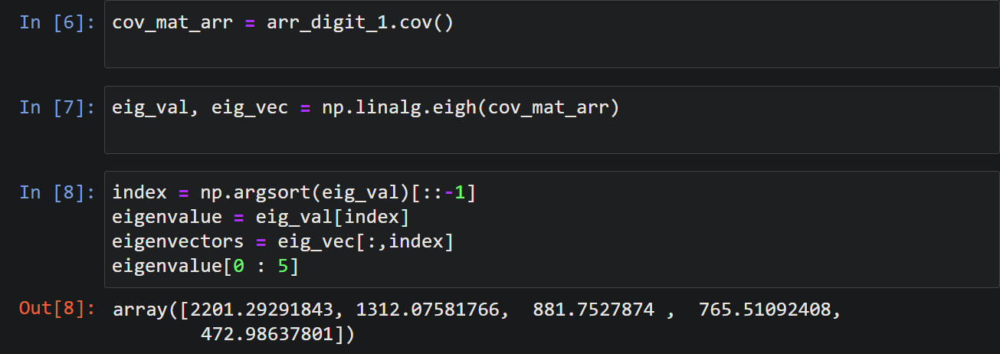 In [6]: cov_mat_arr = arr_digit_1.cov()
In [7]: eig_val, eig_vec = np.linalg.eigh(cov_mat_arr)
In [8]: index = np.argsort(eig_val)[::-1]
eigenvalue = eig_val[index]
eigenvectors = eig_vec[:,index]
eigenvalue[0 : 5]
Out[8]: array([2201.29291843, 1312.07581766,  881.7527874 ,  765.51092408,
        472.98637801])